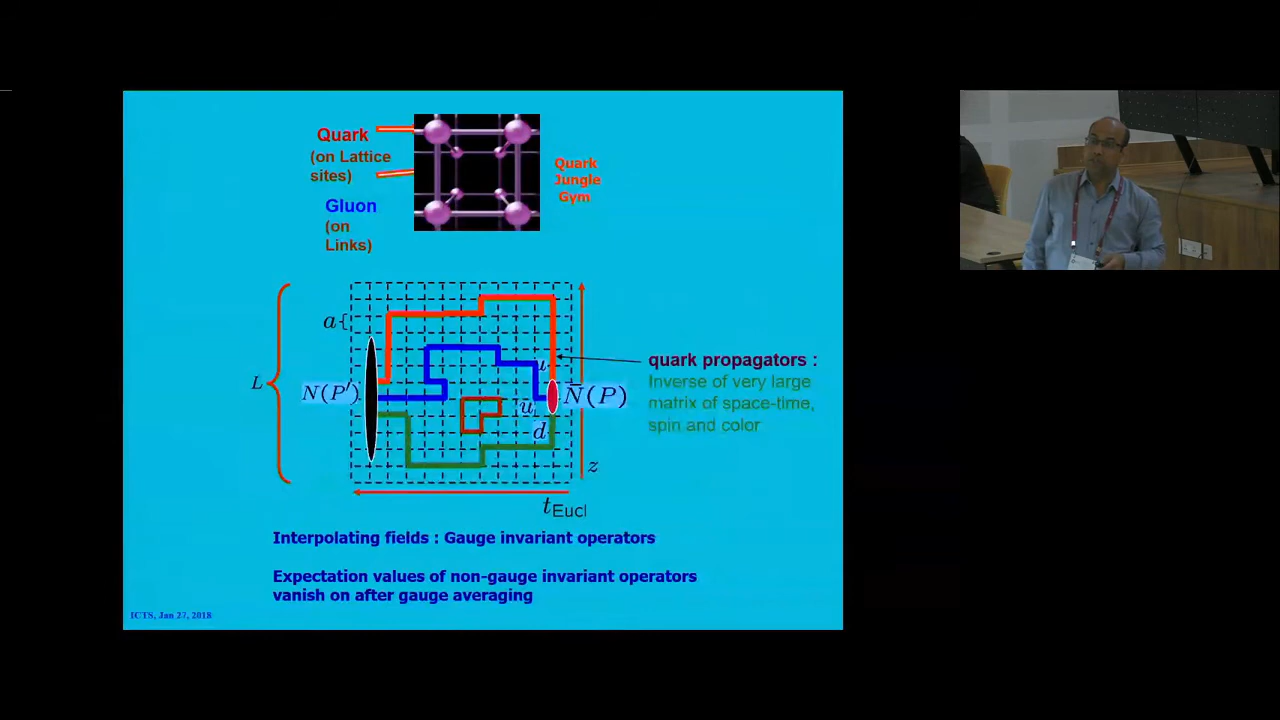 Quark
(on Lattice
sites)
Gluon
(on
Links)
Quark
Jungle
Gym
a{
L
N(P′)
u
u
d
N̄(P)
z
t_Eucl
quark propagators :
Inverse of very large
matrix of space-time,
spin and color
Interpolating fields : Gauge invariant operators
Expectation values of non-gauge invariant operators
vanish on after gauge averaging
ICTS, Jan 27, 2018